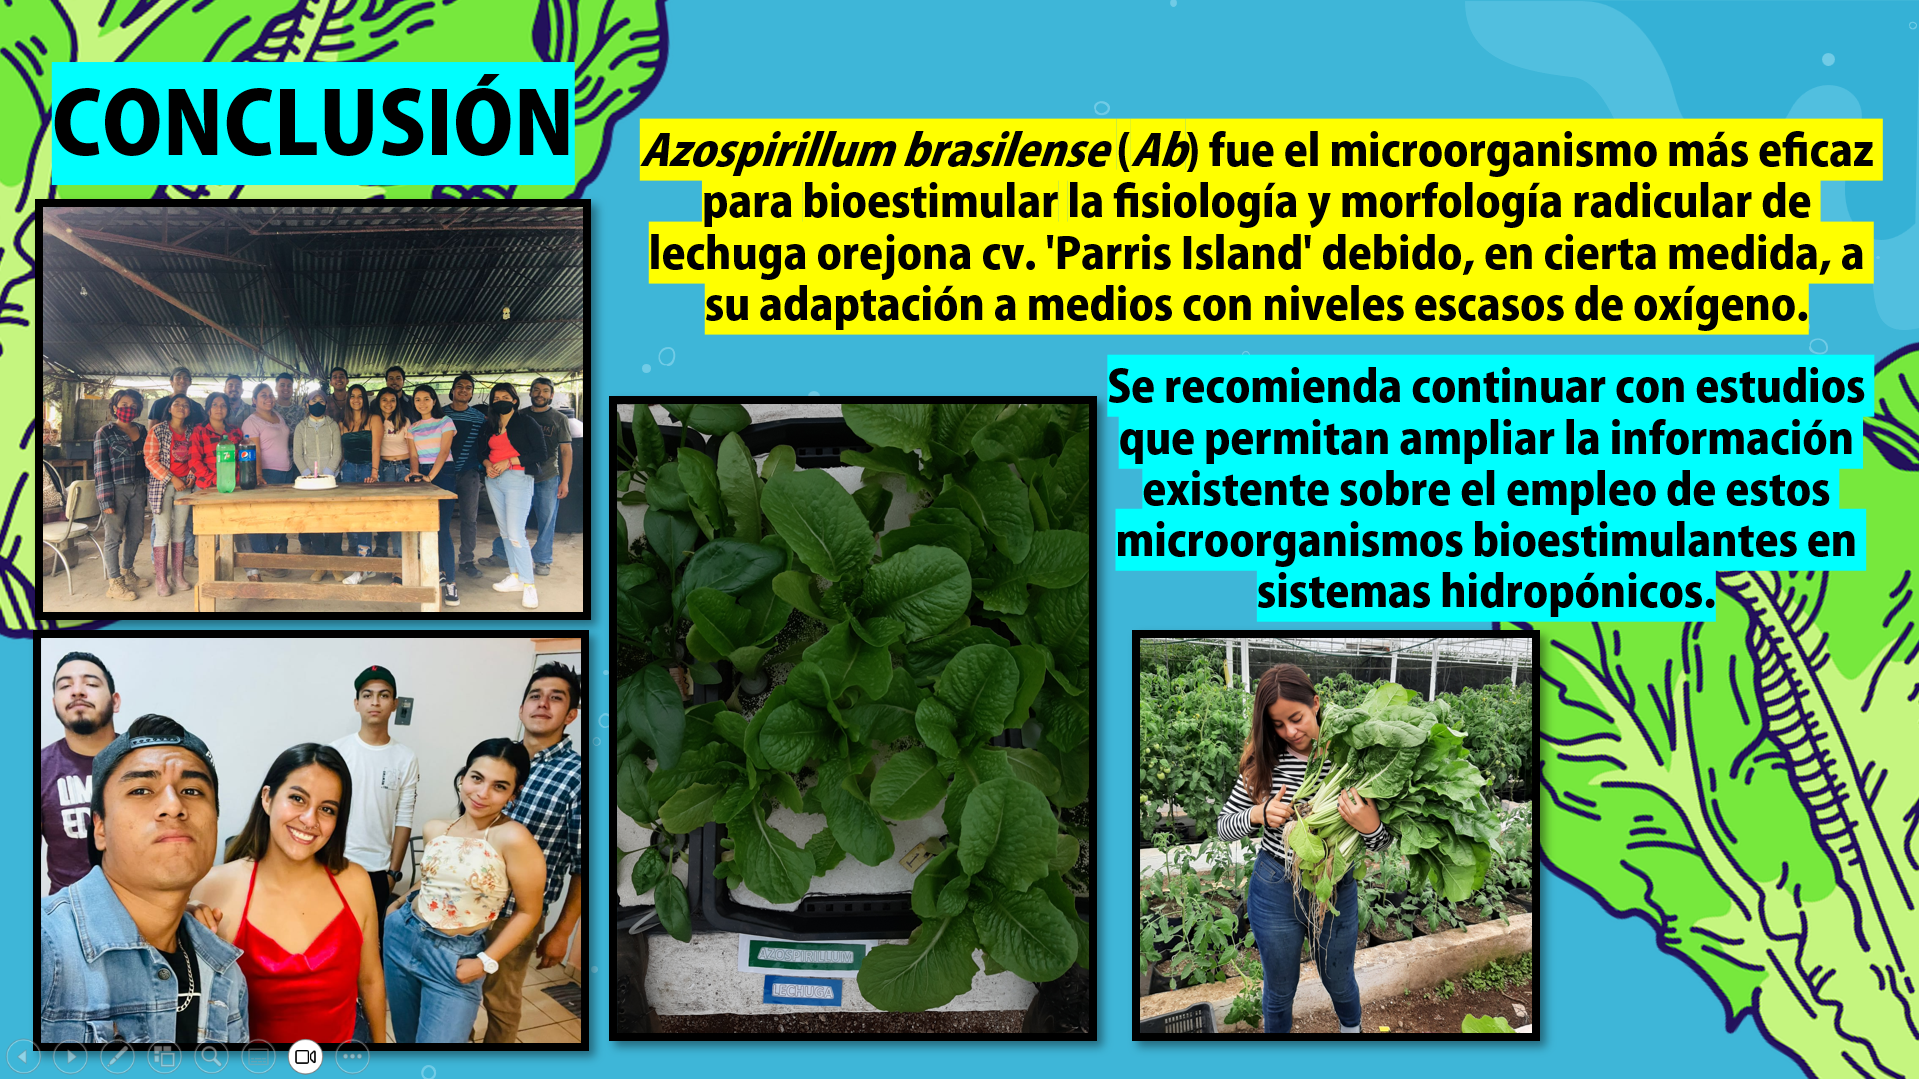 CONCLUSIÓN
Azospirillum brasilense (Ab) fue el microorganismo más eficaz
para bioestimular la fisiología y morfología radicular de
lechuga orejona cv. 'Parris Island' debido, en cierta medida, a
su adaptación a medios con niveles escasos de oxígeno.
Se recomienda continuar con estudios
que permitan ampliar la información
existente sobre el empleo de estos
microorganismos bioestimulantes en
sistemas hidropónicos.
AZOSPIRILLUM
LECHUGA